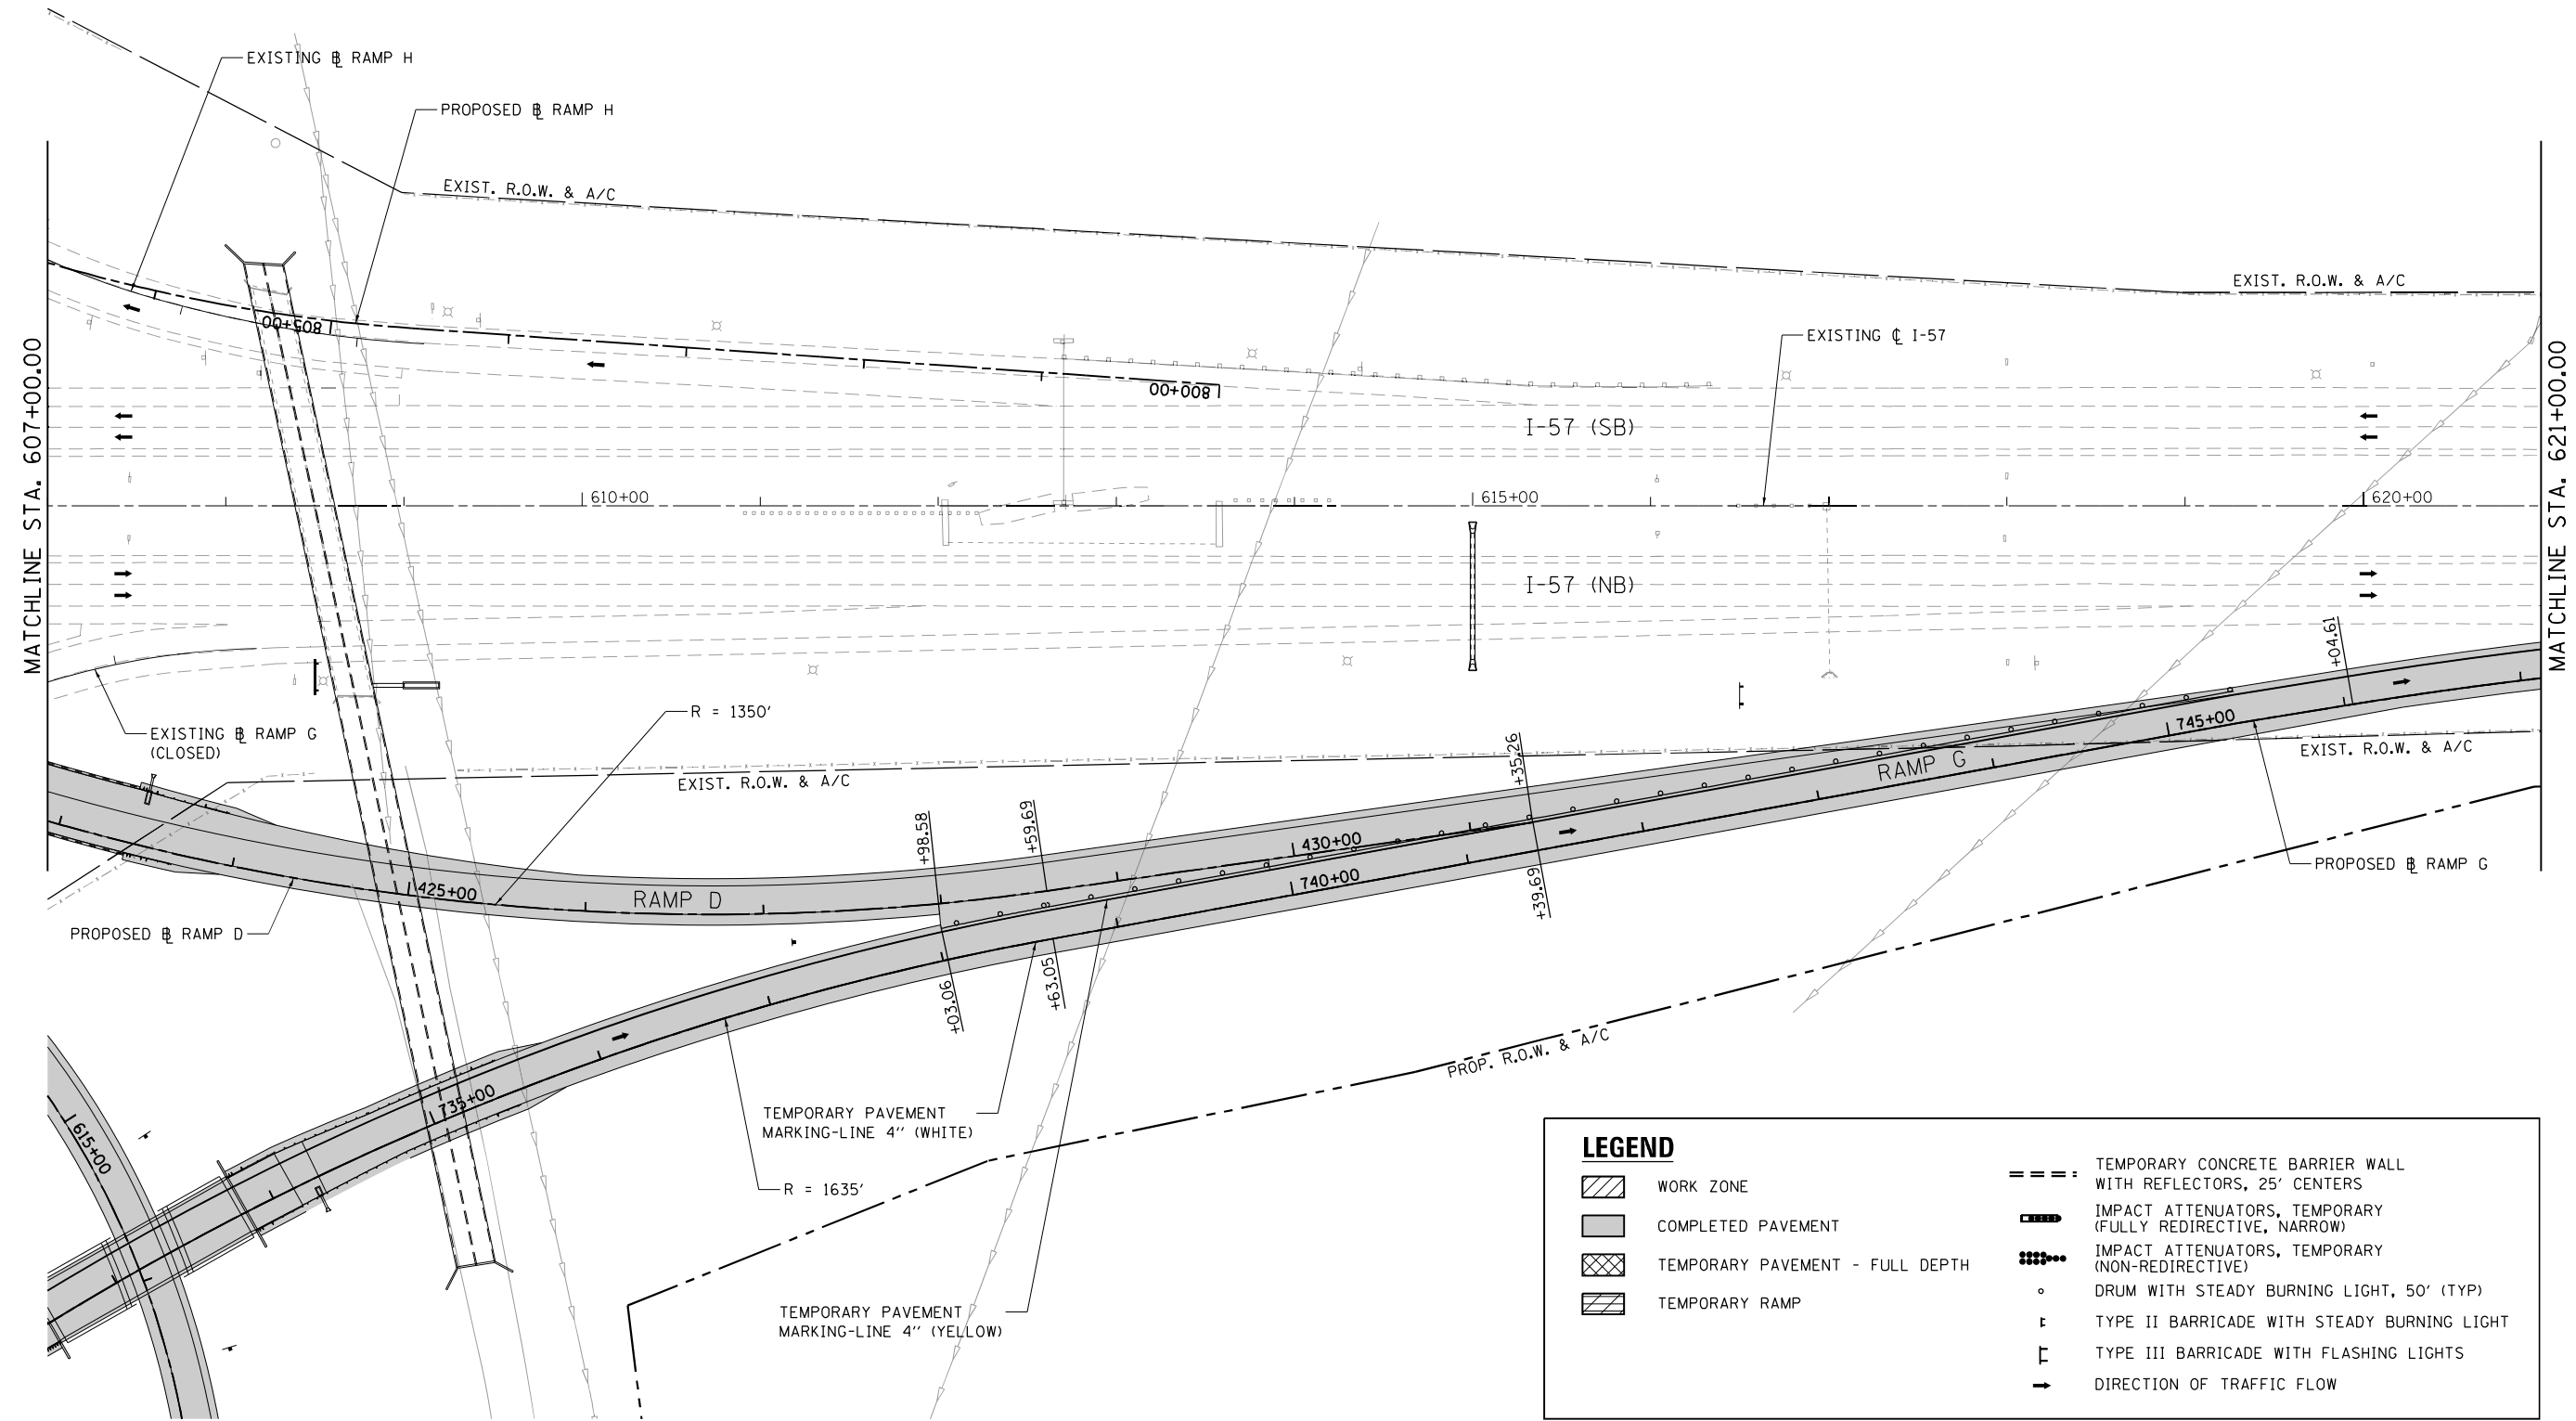 EXISTING ℄ RAMP H
PROPOSED ℄ RAMP H
EXIST. R.O.W. & A/C
EXIST. R.O.W. & A/C
MATCHLINE STA. 607+00.00
805+00
800+00
EXISTING ℄ I-57
I-57 (SB)
610+00
615+00
620+00
MATCHLINE STA. 621+00.00
I-57 (NB)
+04.61
EXISTING ℄ RAMP G
(CLOSED)
R = 1350'
EXIST. R.O.W. & A/C
EXIST. R.O.W. & A/C
745+00
RAMP G
+35.26
+98.58
+59.69
430+00
740+00
PROPOSED ℄ RAMP G
425+00
RAMP D
PROPOSED ℄ RAMP D
+39.69
+63.05
+03.06
PROP. R.O.W. & A/C
735+00
615+00
TEMPORARY PAVEMENT
MARKING-LINE 4" (WHITE)
R = 1635'
TEMPORARY PAVEMENT
MARKING-LINE 4" (YELLOW)
LEGEND
WORK ZONE
COMPLETED PAVEMENT
TEMPORARY PAVEMENT - FULL DEPTH
TEMPORARY RAMP
TEMPORARY CONCRETE BARRIER WALL
WITH REFLECTORS, 25' CENTERS
IMPACT ATTENUATORS, TEMPORARY
(FULLY REDIRECTIVE, NARROW)
IMPACT ATTENUATORS, TEMPORARY
(NON-REDIRECTIVE)
DRUM WITH STEADY BURNING LIGHT, 50' (TYP)
TYPE II BARRICADE WITH STEADY BURNING LIGHT
TYPE III BARRICADE WITH FLASHING LIGHTS
DIRECTION OF TRAFFIC FLOW